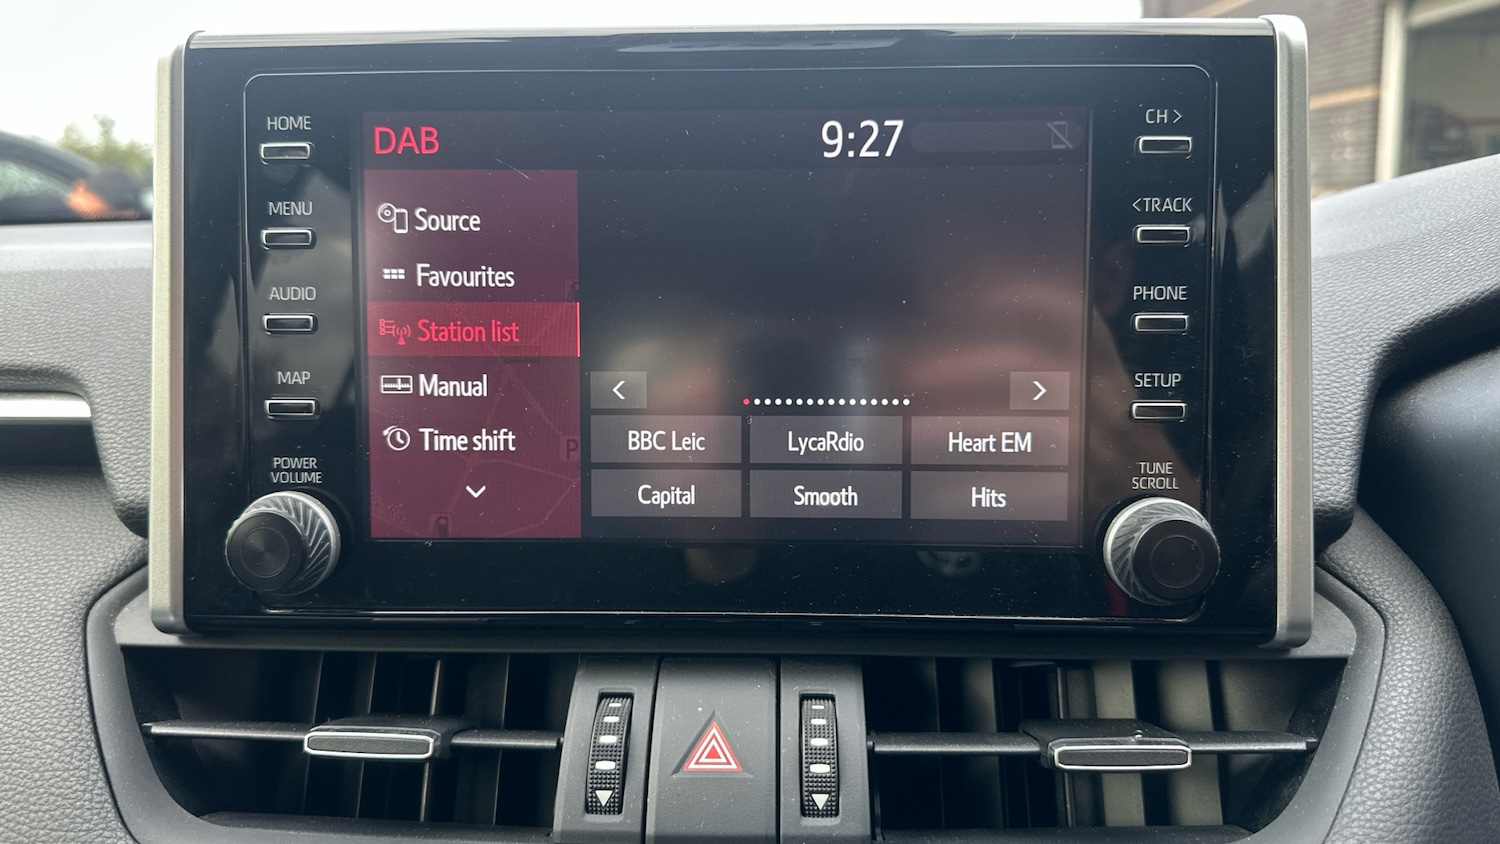 HOME
MENU
AUDIO
MAP
POWER
VOLUME
DAB
9:27
Source
Favourites
Station list
Manual
Time shift
BBC Leic
LycaRdio
Heart EM
Capital
Smooth
Hits
CH >
< TRACK
PHONE
SETUP
TUNE
SCROLL